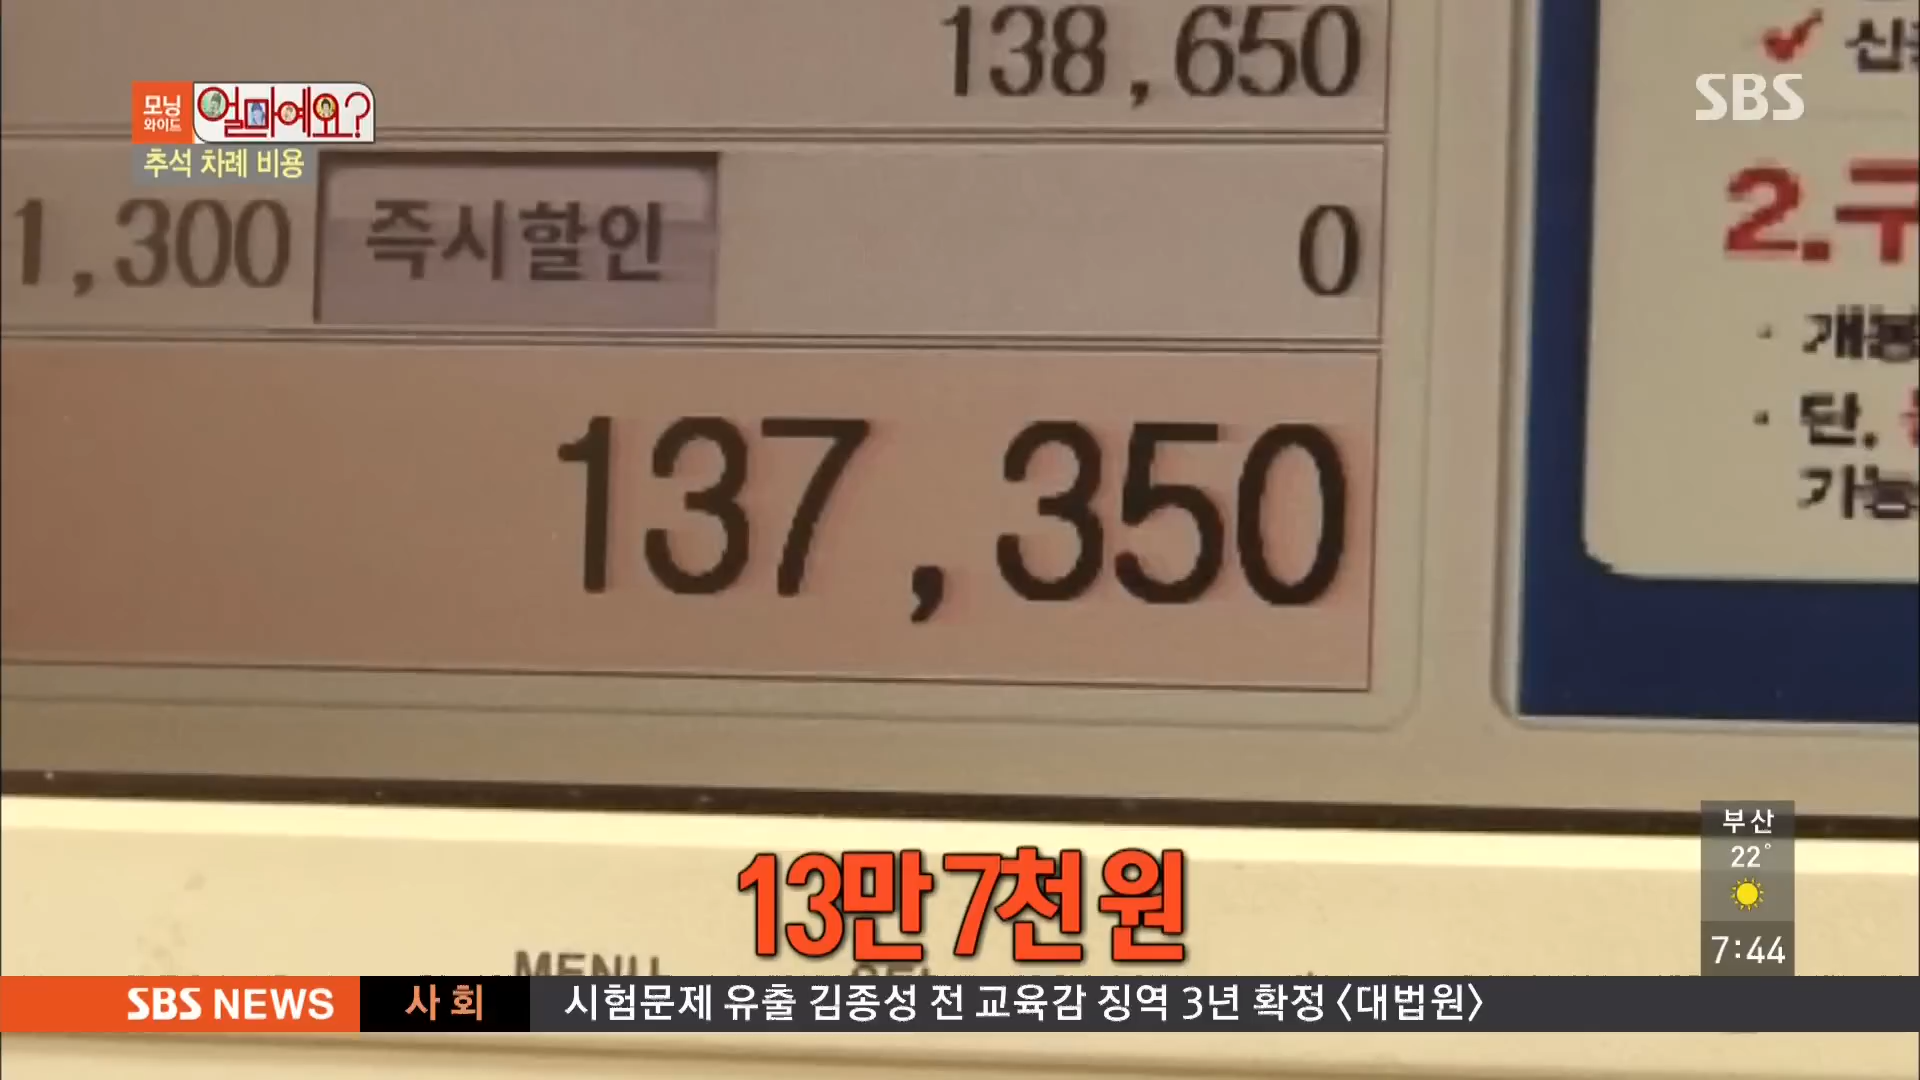 138,650
모닝
와이드
얼마예요?
추석 차례 비용
SBS
1,300
즉시할인
0
137,350
2.구
단,
부산
22°
7:44
13만 7천 원
MENU
SBS NEWS
사회
시험문제 유출 김종성 전 교육감 징역 3년 확정 <대법원>